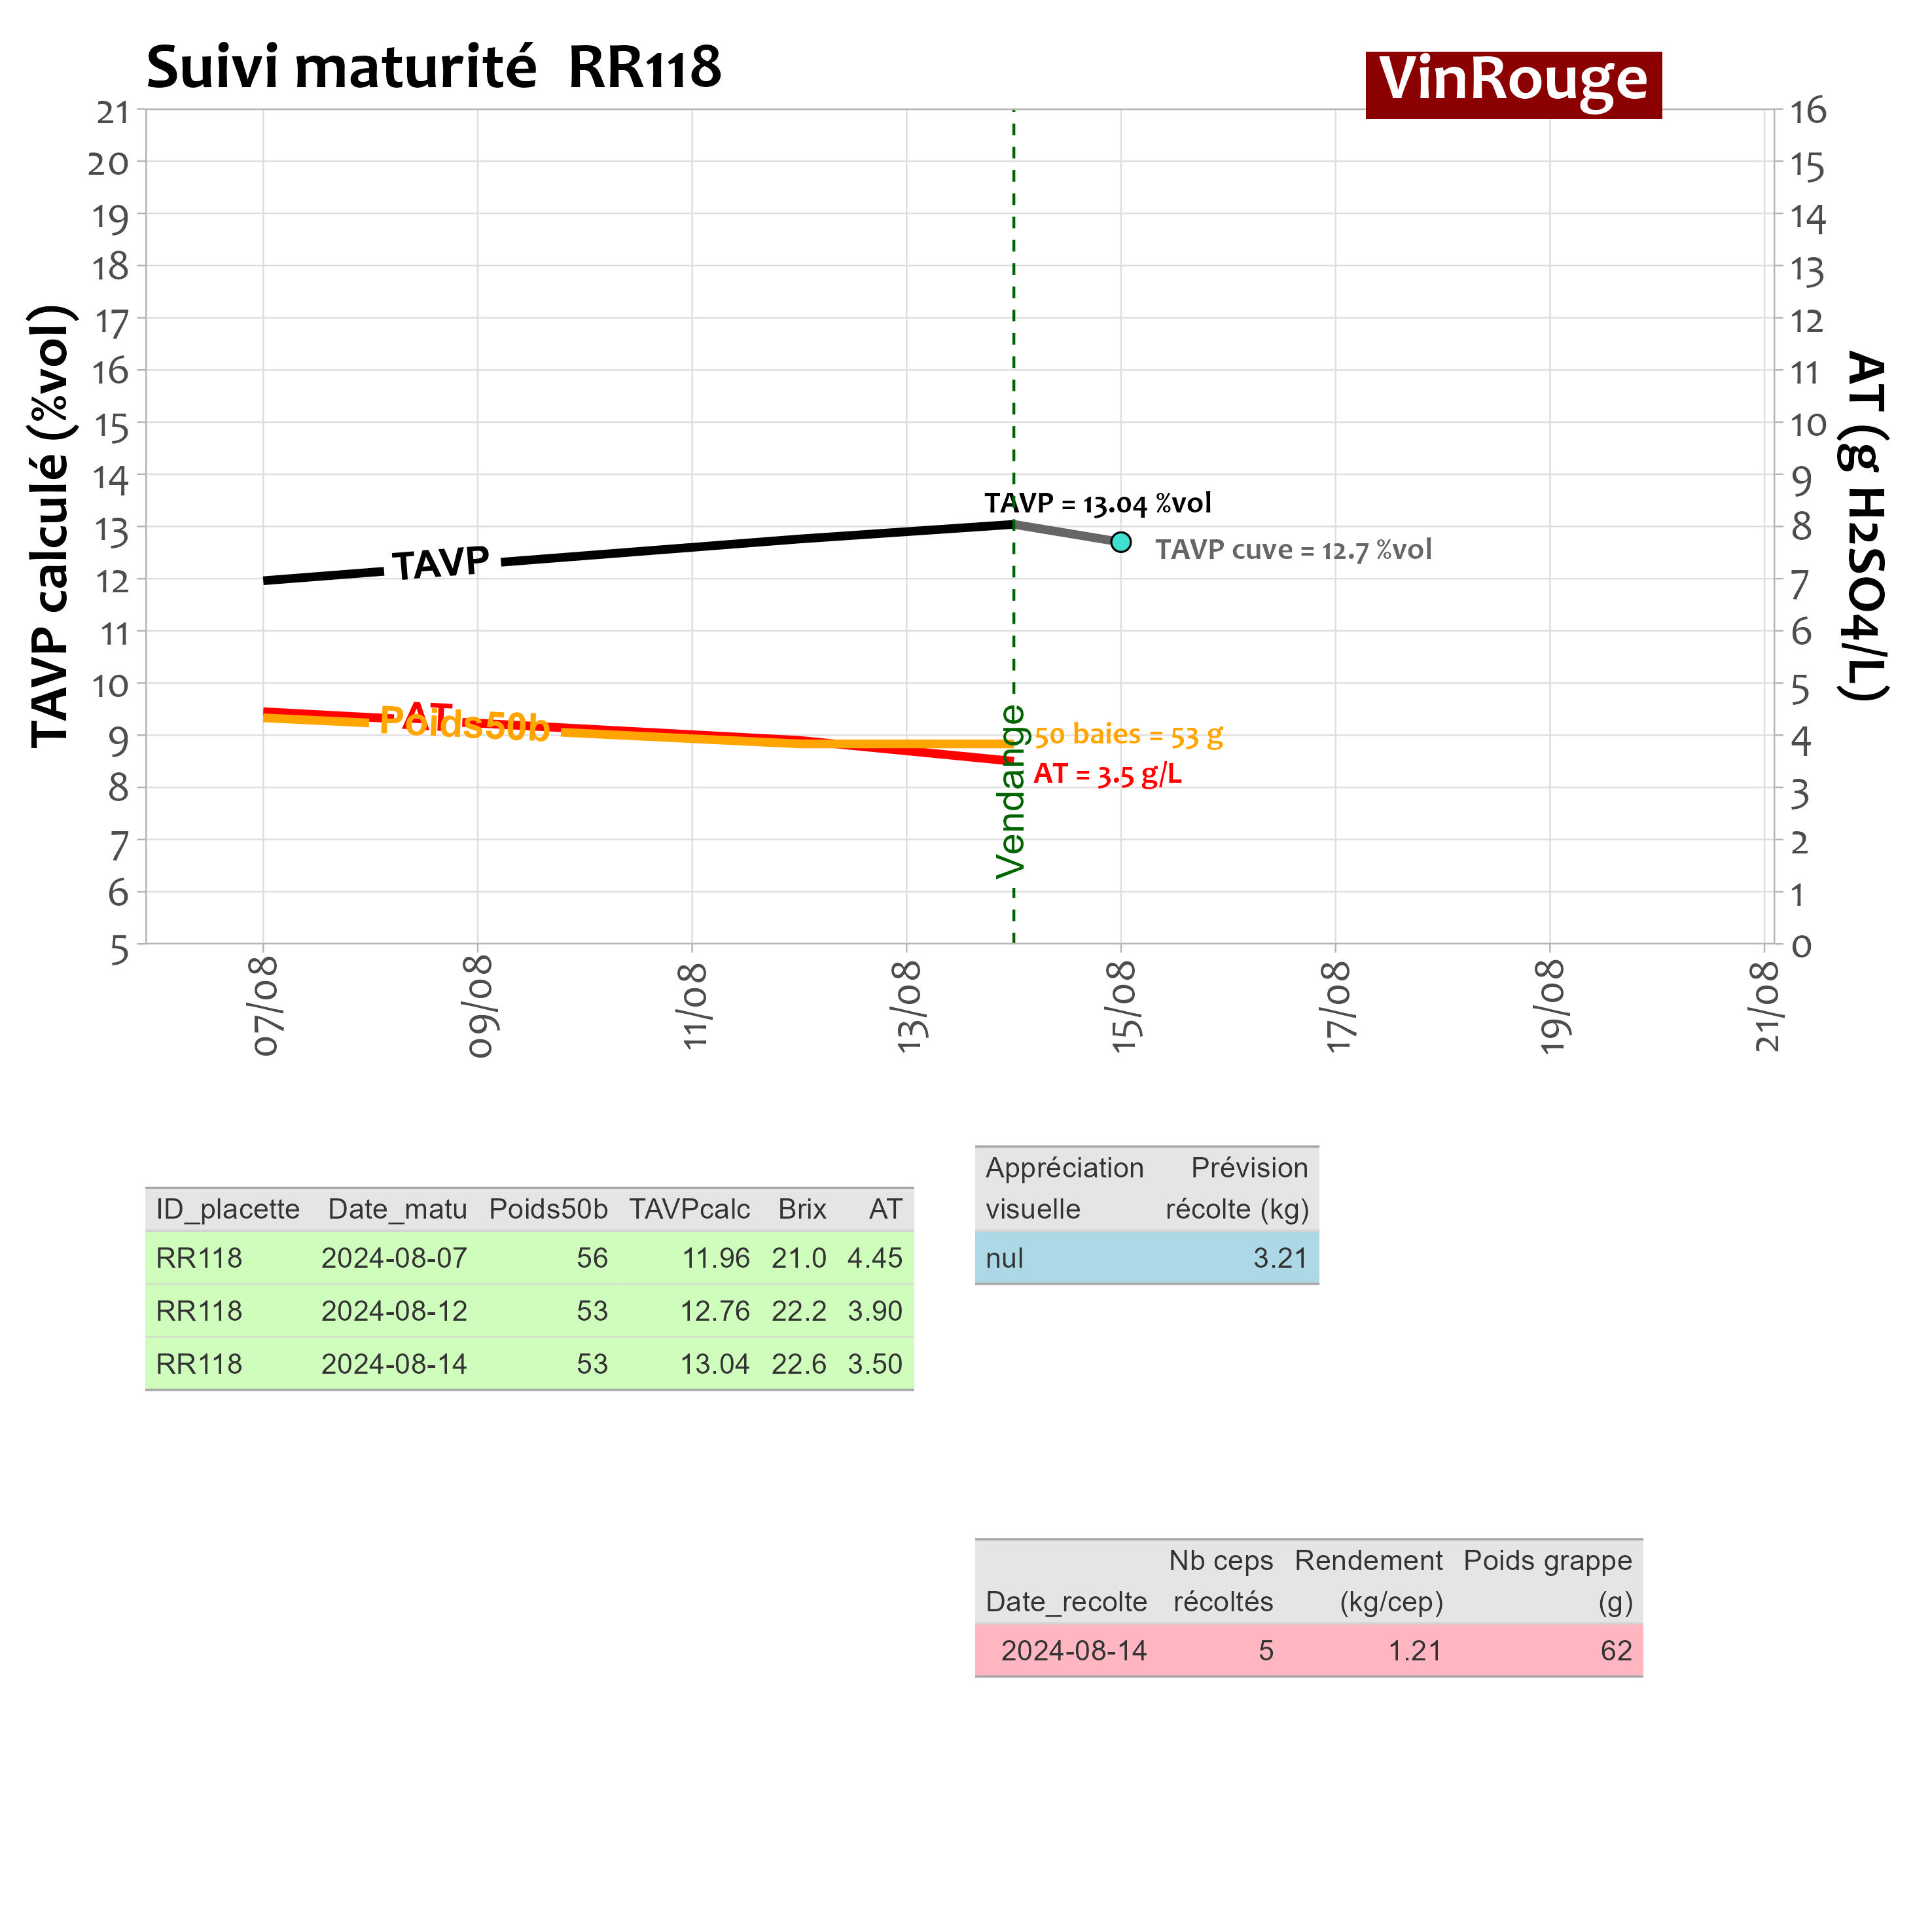 Suivi maturité  RR118
VinRouge
TAVP calculé (%vol)
21
20
19
18
17
16
15
14
13
12
11
10
9
8
7
6
5
16
15
14
13
12
11
10
9
8
7
6
5
4
3
2
1
0
AT (g H2SO4/L)
TAVP = 13.04 %vol
TAVP cuve = 12.7 %vol
TAVP
AT
Poids50b
50 baies = 53 g
AT = 3.5 g/L
Vendange
07/08
09/08
11/08
13/08
15/08
17/08
19/08
21/08
ID_placette Date_matu Poids50b TAVPcalc Brix AT
RR118 2024-08-07 56 11.96 21.0 4.45
RR118 2024-08-12 53 12.76 22.2 3.90
RR118 2024-08-14 53 13.04 22.6 3.50
Appréciation Prévision
visuelle récolte (kg)
nul 3.21
Nb ceps Rendement Poids grappe
Date_recolte récoltés (kg/cep) (g)
2024-08-14 5 1.21 62